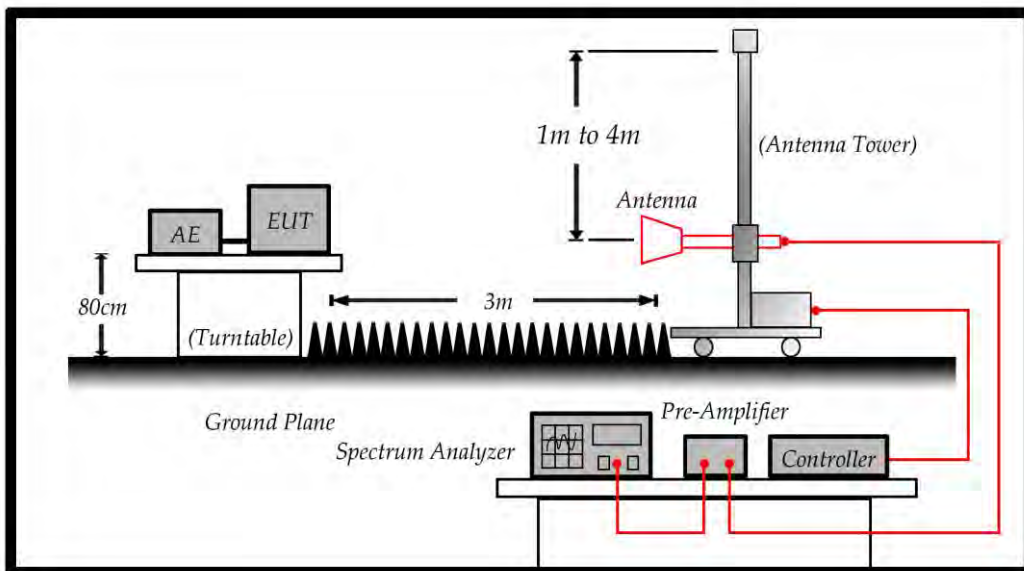 1m to 4m
(Antenna Tower)
Antenna
AE
EUT
80cm
3m
(Turntable)
Ground Plane
Pre-Amplifier
Spectrum Analyzer
Controller